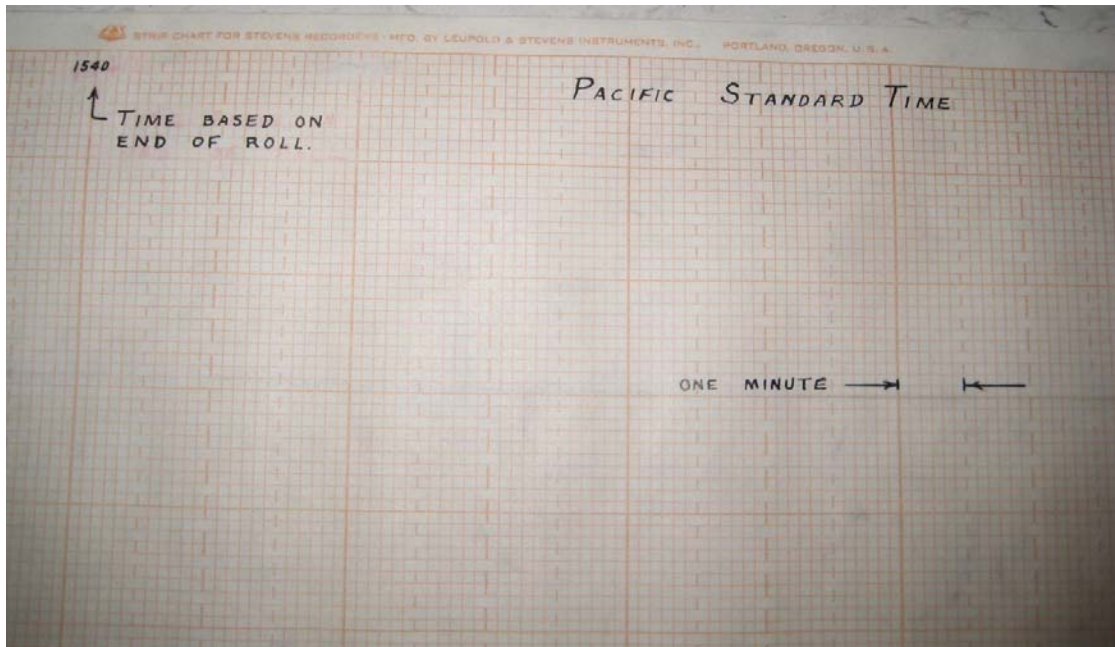 STRIP CHART FOR STEVENS RECORDERS - MFD. BY LEUPOLD & STEVENS INSTRUMENTS, INC., PORTLAND, OREGON, U. S. A.
1540
PACIFIC STANDARD TIME
TIME BASED ON
END OF ROLL.
ONE MINUTE